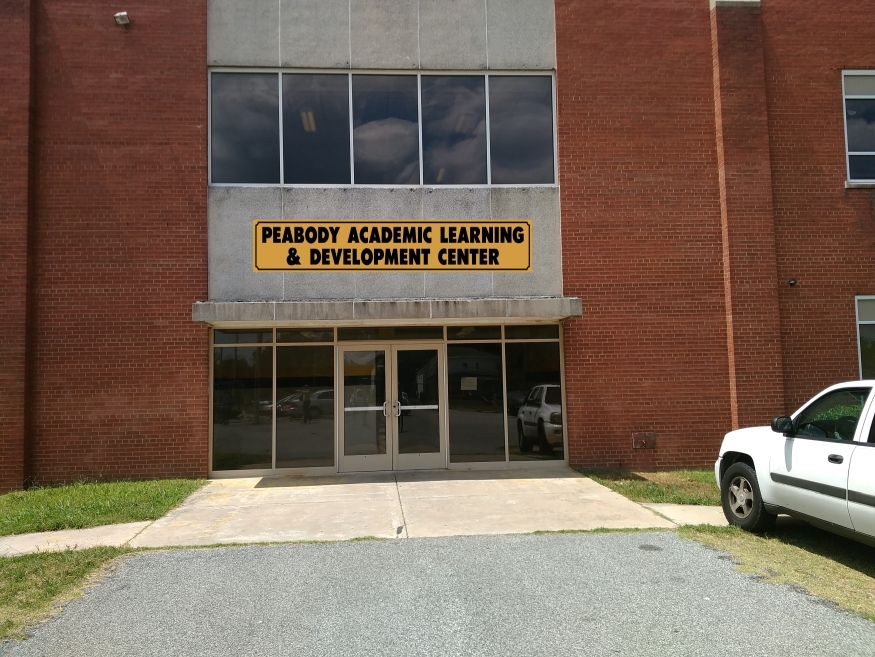 PEABODY ACADEMIC LEARNING
& DEVELOPMENT CENTER